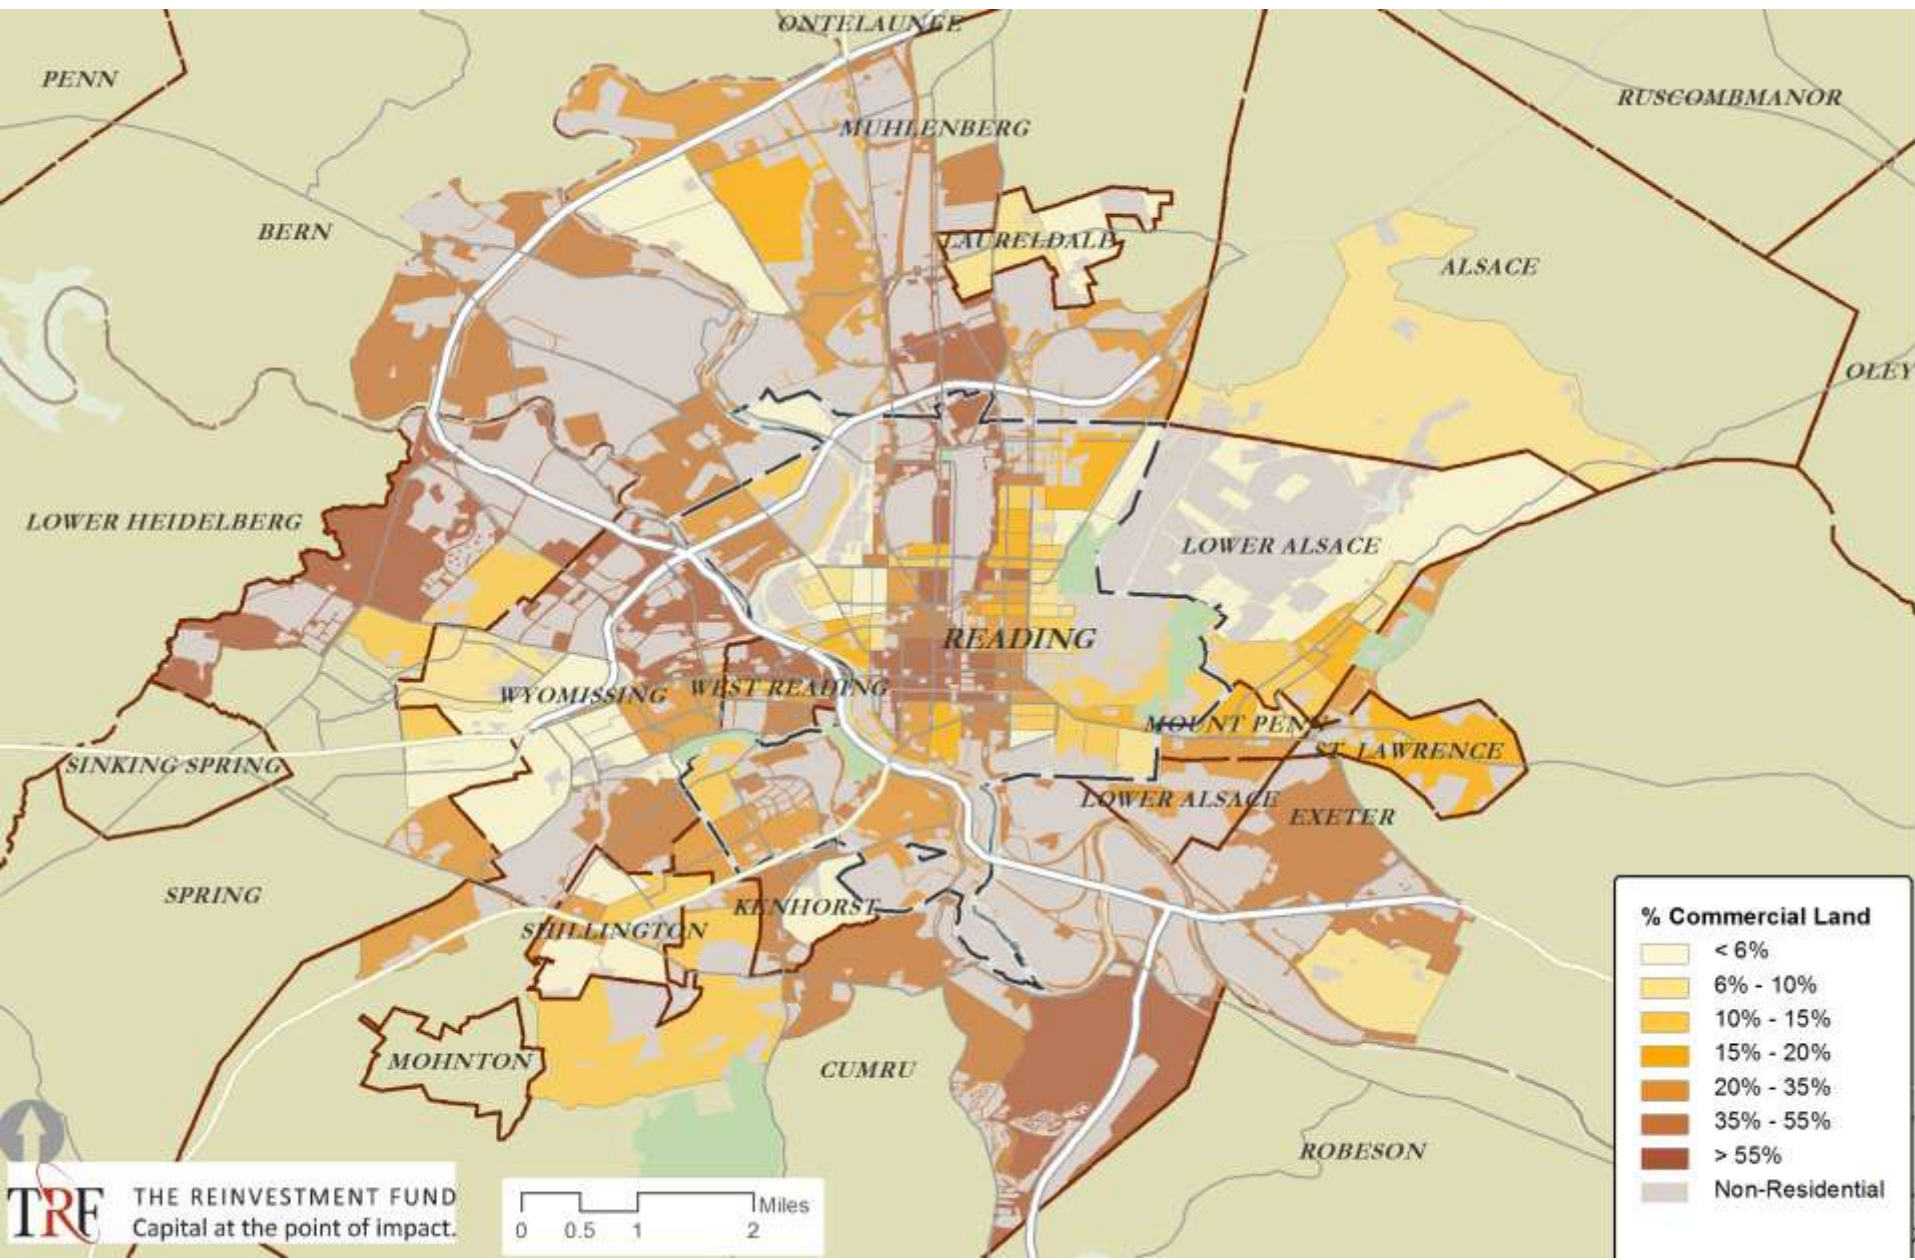 ONTELAUNEE
PENN
RUSCOMBMANOR
MUHLENBERG
BERN
LAURELDALE
ALSACE
OLEY
LOWER HEIDELBERG
LOWER ALSACE
READING
WYOMISSING
WEST READING
MOUNT PENN
ST. LAWRENCE
SINKING SPRING
LOWER ALSACE
EXETER
SPRING
KENHORST
SHILLINGTON
MOHNTON
CUMRU
ROBESON
% Commercial Land
< 6%
6% - 10%
10% - 15%
15% - 20%
20% - 35%
35% - 55%
> 55%
Non-Residential
TRF
THE REINVESTMENT FUND
Capital at the point of impact.
Miles
0 0.5 1 2